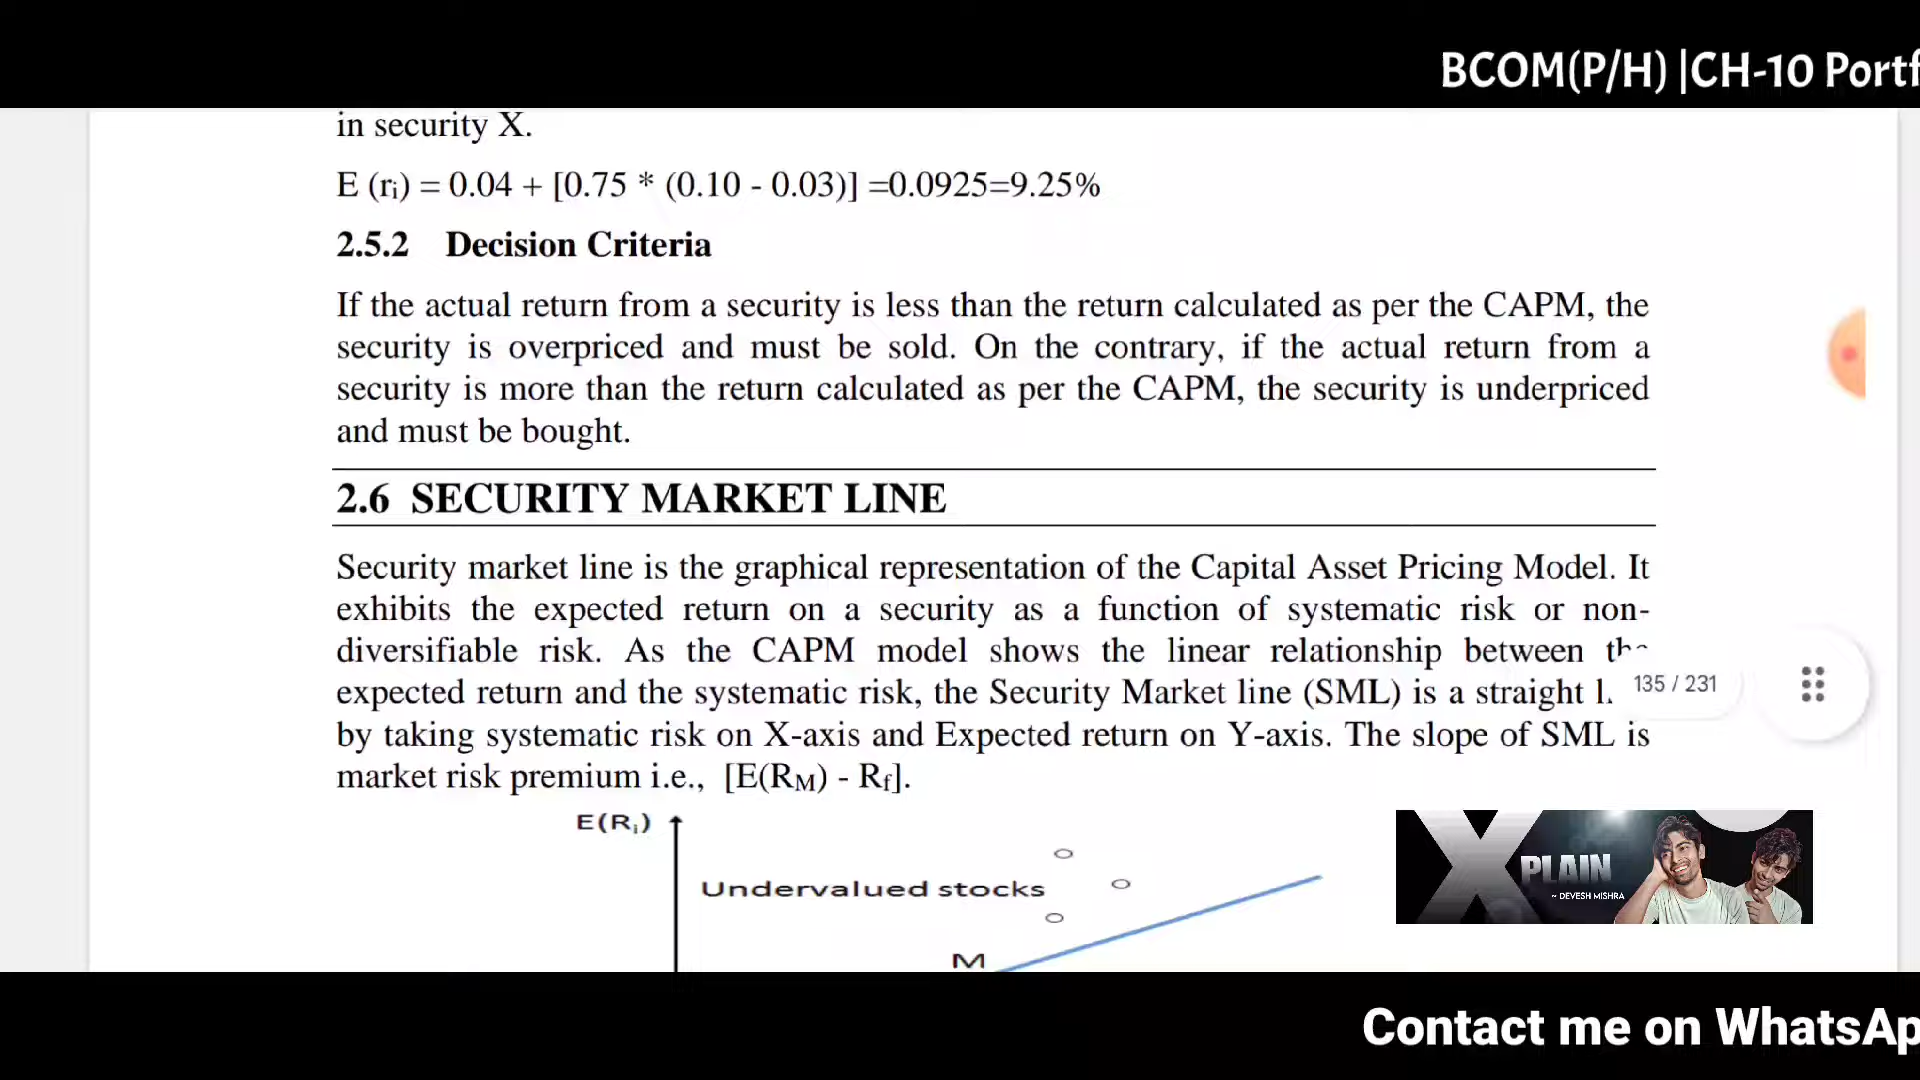 BCOM(P/H) |CH-10 Portf
in security X.
E (ri) = 0.04 + [0.75 * (0.10 - 0.03)] =0.0925=9.25%
2.5.2 Decision Criteria
If the actual return from a security is less than the return calculated as per the CAPM, the
security is overpriced and must be sold. On the contrary, if the actual return from a
security is more than the return calculated as per the CAPM, the security is underpriced
and must be bought.
2.6 SECURITY MARKET LINE
Security market line is the graphical representation of the Capital Asset Pricing Model. It
exhibits the expected return on a security as a function of systematic risk or non-
diversifiable risk. As the CAPM model shows the linear relationship between the
expected return and the systematic risk, the Security Market line (SML) is a straight l.
135 / 231
by taking systematic risk on X-axis and Expected return on Y-axis. The slope of SML is
market risk premium i.e., [E(RM) - Rf].
E(Ri)
Undervalued stocks
M
X
PLAIN
~ DEVESH MISHRA
Contact me on WhatsAp